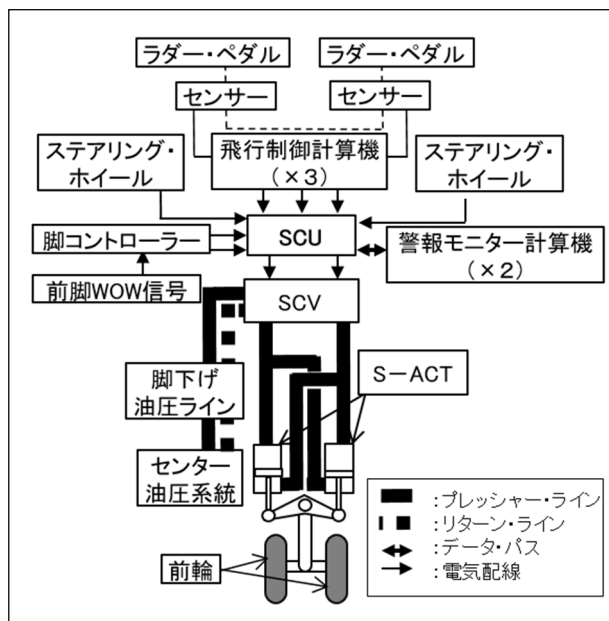 ラダー・ペダル
ラダー・ペダル
センサー
センサー
ステアリング・
ホイール
飛行制御計算機
(×3)
ステアリング・
ホイール
脚コントローラー
SCU
警報モニター計算機
(×2)
前脚WOW信号
SCV
脚下げ
油圧ライン
S-ACT
センター
油圧系統
前輪
:プレッシャー・ライン
:リターン・ライン
:データ・バス
:電気配線